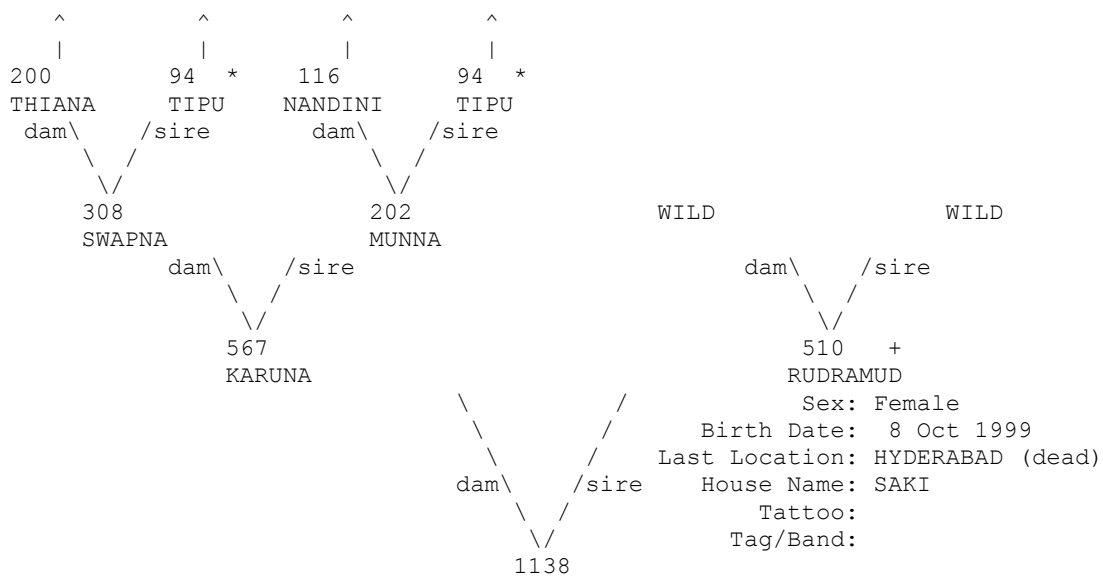 ^ ^ ^ ^
| | | |
200 94 * 116 94 *
THIANA TIPU NANDINI TIPU
dam\ /sire dam\ /sire
\ / \ /
\/ \/
308 202 WILD WILD
SWAPNA MUNNA
dam\ /sire dam\ /sire
\ / \ /
\/ \/
567 510 +
KARUNA RUDRAMUD
\ / Sex: Female
\ / Birth Date: 8 Oct 1999
\ / Last Location: HYDERABAD (dead)
dam\ /sire House Name: SAKI
\ / Tattoo:
\/ Tag/Band:
1138